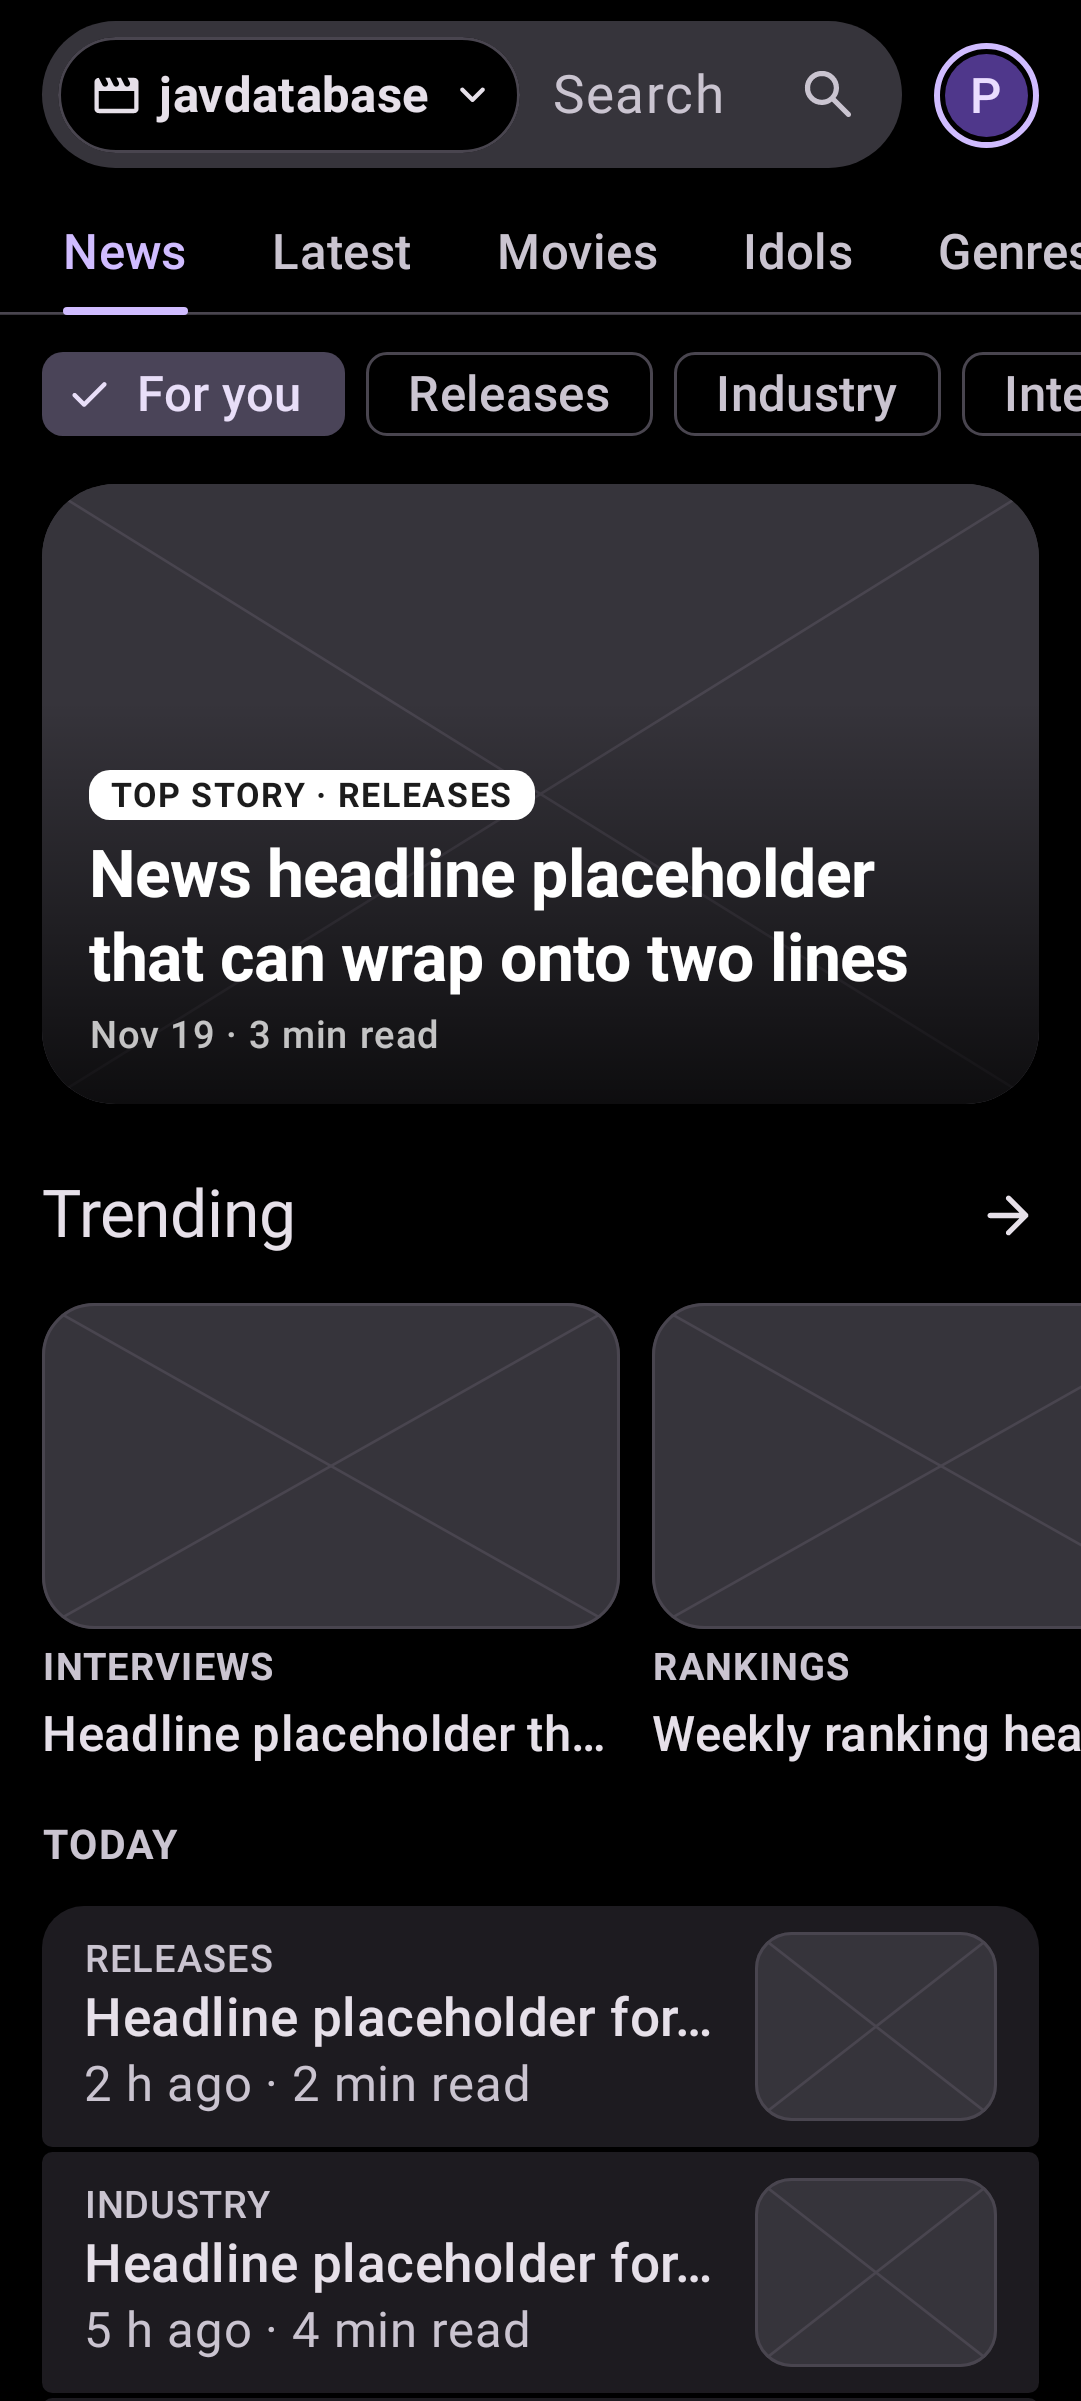 javdatabase
Search
P
News
Latest
Movies
Idols
Genres
For you
Releases
Industry
Inte
TOP STORY · RELEASES
News headline placeholder
that can wrap onto two lines
Nov 19 · 3 min read
Trending
INTERVIEWS
Headline placeholder th…
RANKINGS
Weekly ranking hea
TODAY
RELEASES
Headline placeholder for…
2 h ago · 2 min read
INDUSTRY
Headline placeholder for…
5 h ago · 4 min read